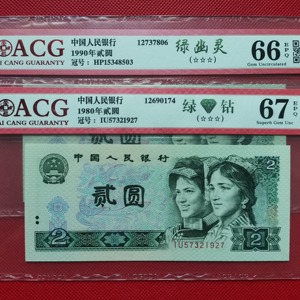 ACG
AI CANG GUARANTY
中国人民银行 12737806
1990年贰圆
冠号：HP15348503
绿幽灵
(☆☆☆)
66 EPQ
Gem Uncirculated
ACG
AI CANG GUARANTY
中国人民银行 12690174
1980年贰圆
冠号：IU57321927
绿 钻
(☆☆☆)
67 EPQ
Superb Gem Unc
中国人民银行
贰圆
IU57321927
2
2